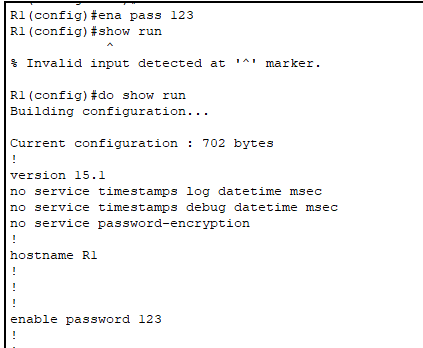 R1(config)#ena pass 123
R1(config)#show run
^
% Invalid input detected at '^' marker.
R1(config)#do show run
Building configuration...
Current configuration : 702 bytes
!
version 15.1
no service timestamps log datetime msec
no service timestamps debug datetime msec
no service password-encryption
!
hostname R1
!
!
!
enable password 123
!